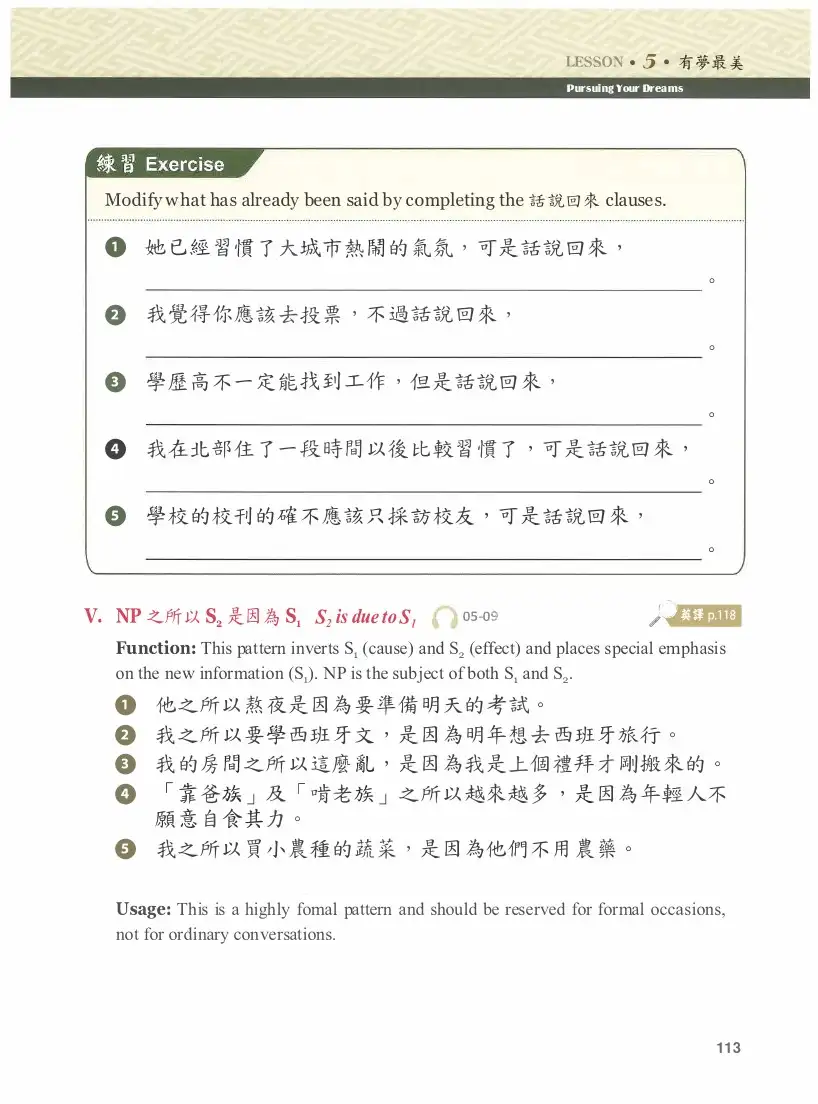 LESSON • 5 • 有夢最美
Pursuing Your Dreams
練習 Exercise
Modify what has already been said by completing the 話說回來 clauses.
1 她已經習慣了大城市熱鬧的氣氛，可是話說回來，
。
2 我覺得你應該去投票，不過話說回來，
。
3 學歷高不一定能找到工作，但是話說回來，
。
4 我在北部住了一段時間以後比較習慣了，可是話說回來，
。
5 學校的校刊的確不應該只採訪校友，可是話說回來，
。
V. NP 之所以 S₂ 是因為 S₁ S₂ is due to S₁ 05-09 英譯 p.118
Function: This pattern inverts S₁ (cause) and S₂ (effect) and places special emphasis
on the new information (S₁). NP is the subject of both S₁ and S₂.
1 他之所以熬夜是因為要準備明天的考試。
2 我之所以要學西班牙文，是因為明年想去西班牙旅行。
3 我的房間之所以這麼亂，是因為我是上個禮拜才剛搬來的。
4 「靠爸族」及「啃老族」之所以越來越多，是因為年輕人不
願意自食其力。
5 我之所以買小農種的蔬菜，是因為他們不用農藥。
Usage: This is a highly fomal pattern and should be reserved for formal occasions,
not for ordinary conversations.
113